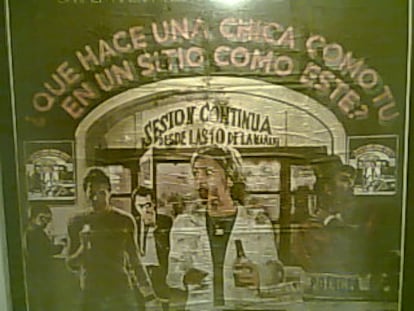 ¿QUE HACE UNA CHICA COMO TU
EN UN SITIO COMO ESTE?
SESION CONTINUA
DESDE LAS 10 DE LA MAÑANA